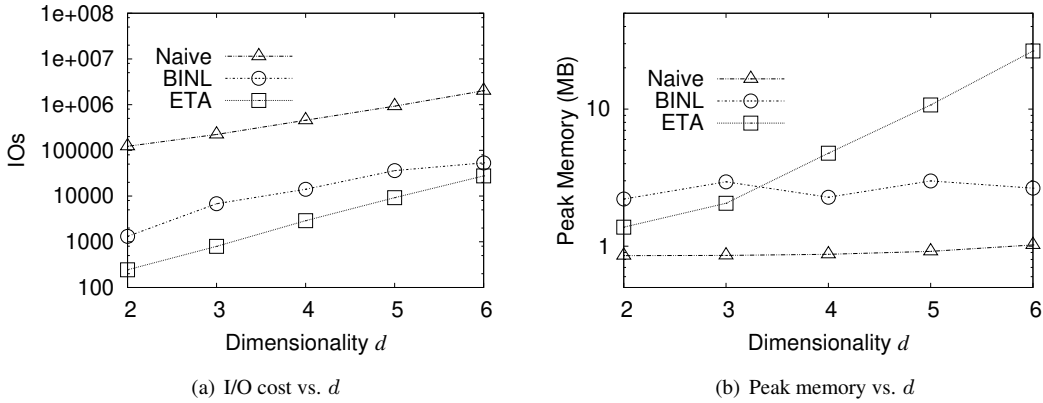 1e+008
1e+007
1e+006
100000
10000
1000
100
IOs
Naive
BINL
ETA
2 3 4 5 6
Dimensionality d
(a) I/O cost vs. d
10
1
Peak Memory (MB)
Naive
BINL
ETA
2 3 4 5 6
Dimensionality d
(b) Peak memory vs. d